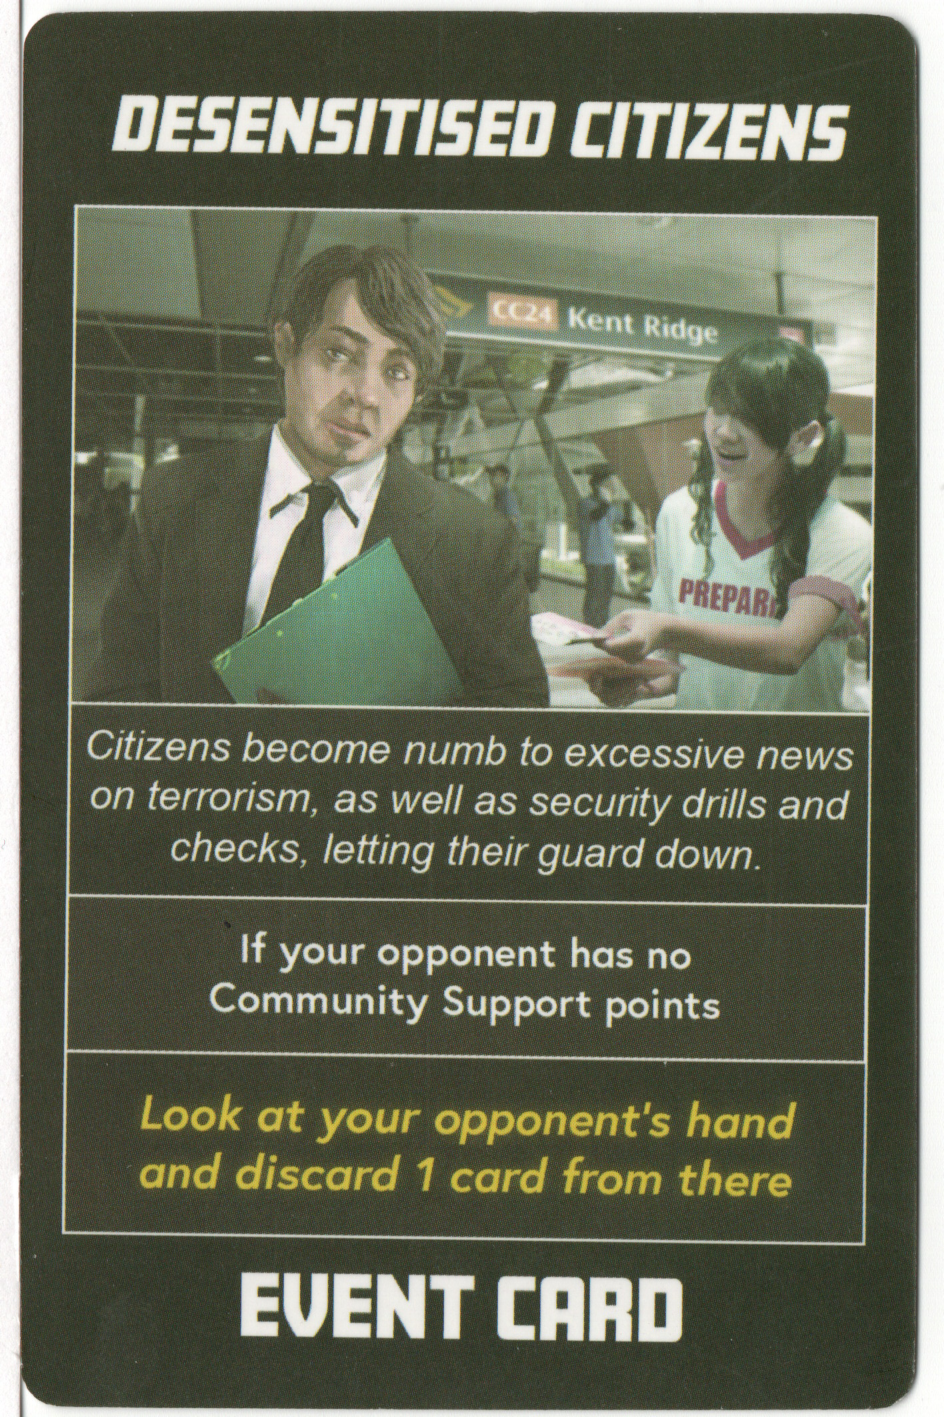 DESENSITISED CITIZENS
CC24 Kent Ridge
PREPAR
Citizens become numb to excessive news
on terrorism, as well as security drills and
checks, letting their guard down.
If your opponent has no
Community Support points
Look at your opponent's hand
and discard 1 card from there
EVENT CARD